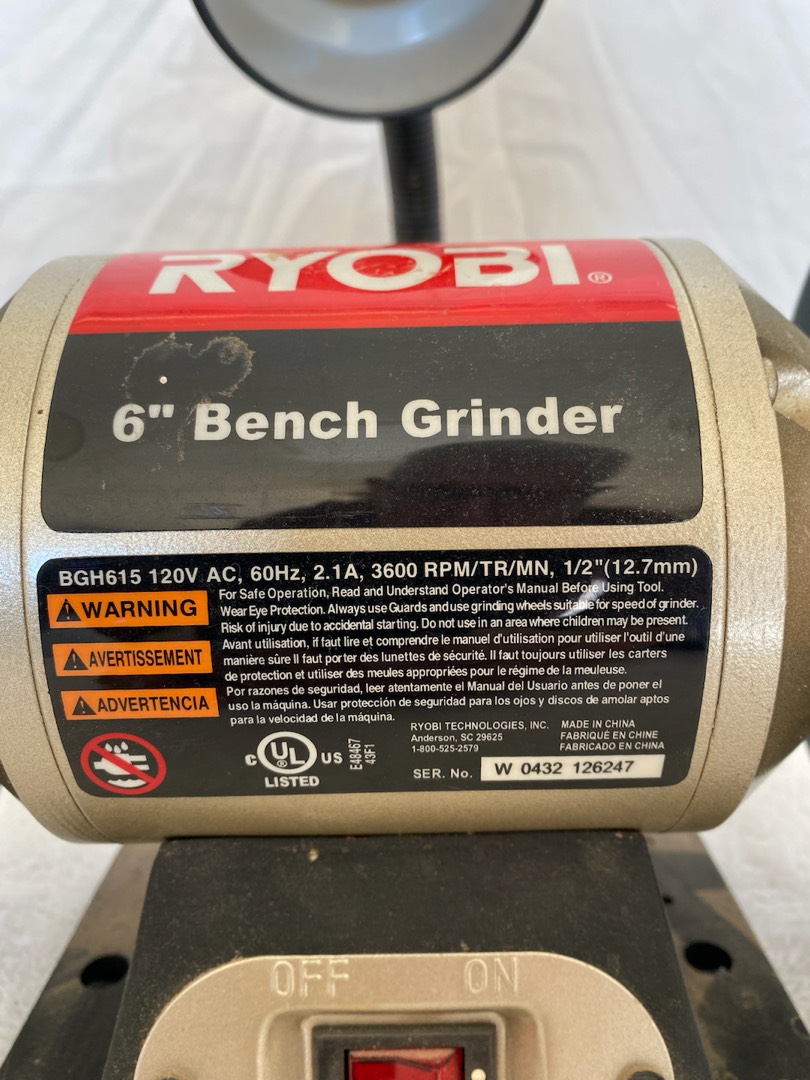 RYOBI®
6" Bench Grinder
BGH615 120V AC, 60Hz, 2.1A, 3600 RPM/TR/MN, 1/2"(12.7mm)
WARNING
For Safe Operation, Read and Understand Operator's Manual Before Using Tool.
Wear Eye Protection. Always use Guards and use grinding wheels suitable for speed of grinder.
Risk of injury due to accidental starting. Do not use in an area where children may be present.
AVERTISSEMENT
Avant utilisation, if faut lire et comprendre le manuel d'utilisation pour utiliser l'outil d'une
manière sûre Il faut porter des lunettes de sécurité. Il faut toujours utiliser les carters
de protection et utiliser des meules appropriées pour le régime de la meuleuse.
ADVERTENCIA
Por razones de seguridad, leer atentamente el Manual del Usuario antes de poner el
uso la máquina. Usar protección de seguridad para los ojos y discos de amolar aptos
para la velocidad de la máquina.
C UL US
LISTED
E48467
43F1
RYOBI TECHNOLOGIES, INC.
Anderson, SC 29625
1-800-525-2579
MADE IN CHINA
FABRIQUÉ EN CHINE
FABRICADO EN CHINA
SER. No. W 0432 126247
OFF ON